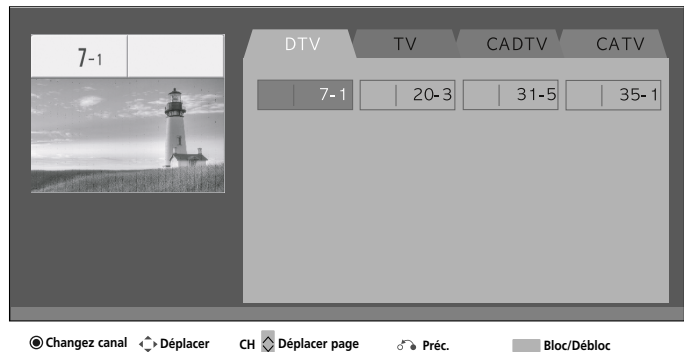 7-1
DTV TV CADTV CATV
7-1 20-3 31-5 35-1
Changez canal Déplacer CH Déplacer page Préc. Bloc/Débloc